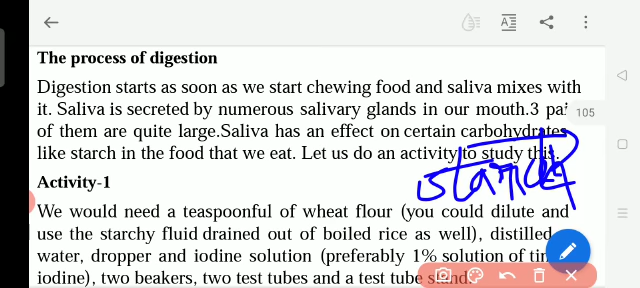 The process of digestion
Digestion starts as soon as we start chewing food and saliva mixes with
it. Saliva is secreted by numerous salivary glands in our mouth.3 pai
105
of them are quite large.Saliva has an effect on certain carbohydrates
like starch in the food that we eat. Let us do an activity to study this.
starch
Activity-1
We would need a teaspoonful of wheat flour (you could dilute and
use the starchy fluid drained out of boiled rice as well), distilled
water, dropper and iodine solution (preferably 1% solution of
iodine), two beakers, two test tubes and a test tube stand.